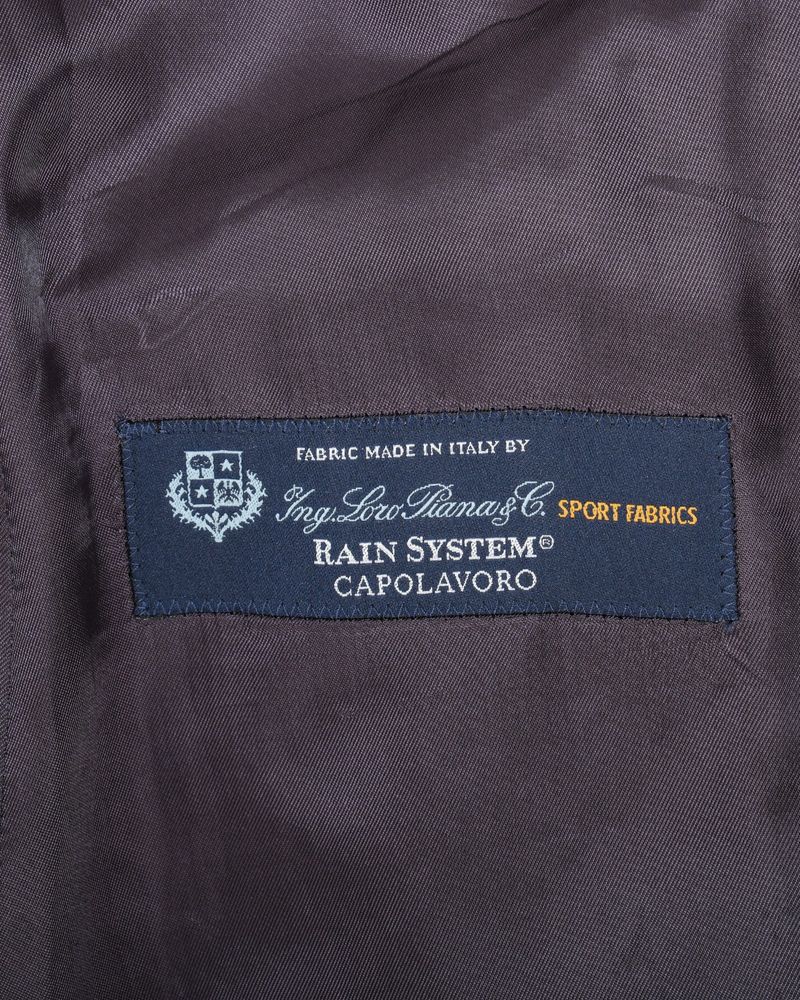 FABRIC MADE IN ITALY BY
Ing. Loro Piana & C. SPORT FABRICS
RAIN SYSTEM®
CAPOLAVORO